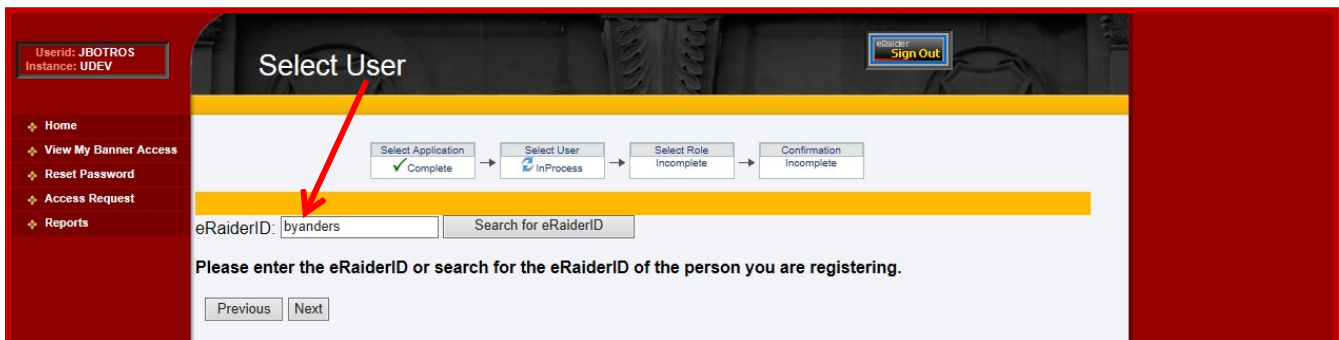 Userid: JBOTROS
Instance: UDEV
Select User
eRaider
Sign Out
Home
View My Banner Access
Reset Password
Access Request
Reports
Select Application
Complete
Select User
InProcess
Select Role
Incomplete
Confirmation
Incomplete
eRaiderID: byanders Search for eRaiderID
Please enter the eRaiderID or search for the eRaiderID of the person you are registering.
Previous Next